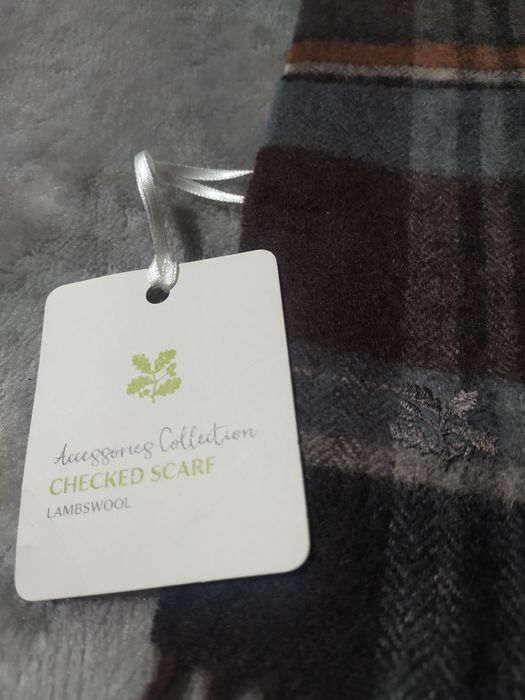 Accessories Collection
CHECKED SCARF
LAMBSWOOL